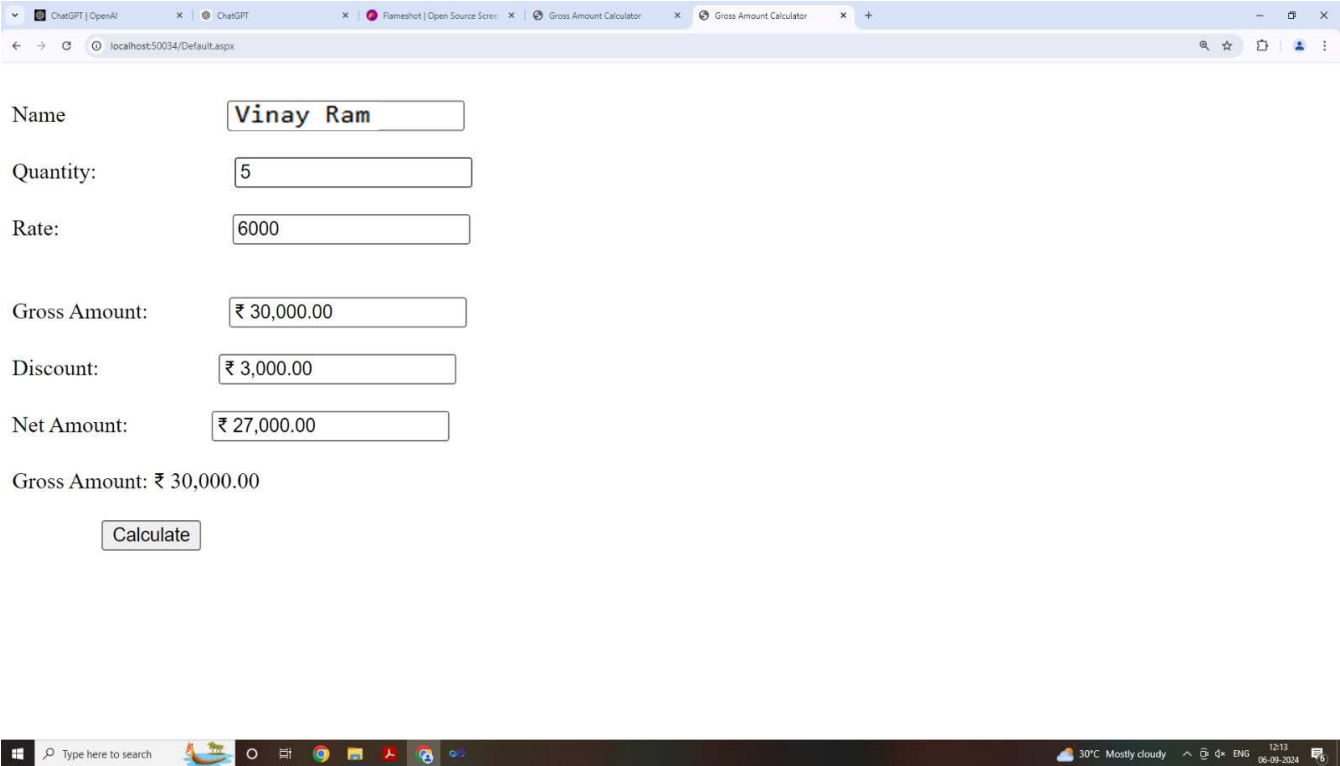 ChatGPT | OpenAI ChatGPT Flameshot | Open Source Scree Gross Amount Calculator Gross Amount Calculator
localhost:50034/Default.aspx
Name Vinay Ram
Quantity: 5
Rate: 6000
Gross Amount: ₹ 30,000.00
Discount: ₹ 3,000.00
Net Amount: ₹ 27,000.00
Gross Amount: ₹ 30,000.00
Calculate
Type here to search 30°C Mostly cloudy ENG 12:13
06-09-2024